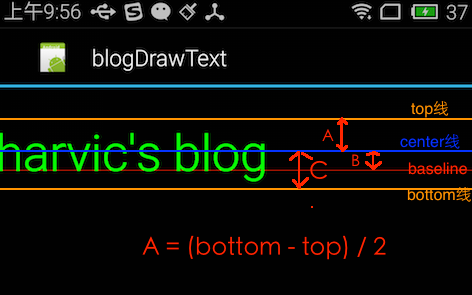 上午9:56
37
blogDrawText
top线
A
harvic's blog
center线
B
C
baseline
bottom线
A = (bottom - top) / 2